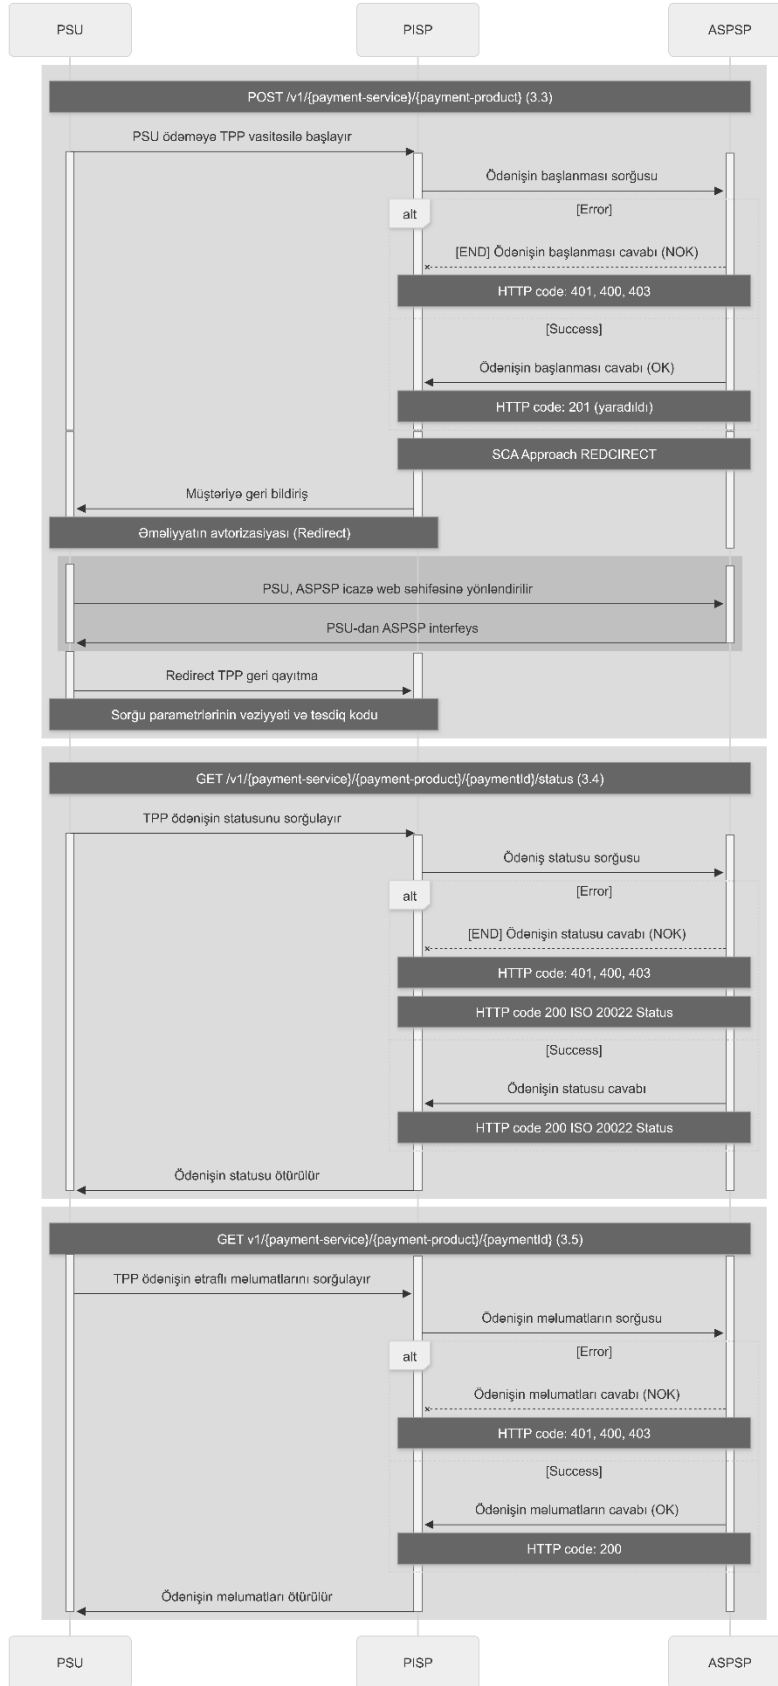 PSU PISP ASPSP
POST /v1/{payment-service}/{payment-product} (3.3)
PSU ödəməyə TPP vasitəsilə başlayır
Ödənişin başlanması sorğusu
alt
[Error]
[END] Ödənişin başlanması cavabı (NOK)
HTTP code: 401, 400, 403
[Success]
Ödənişin başlanması cavabı (OK)
HTTP code: 201 (yaradıldı)
SCA Approach REDCIRECT
Müştəriyə geri bildiriş
Əməliyyatın avtorizasiyası (Redirect)
PSU, ASPSP icazə web səhifəsinə yönləndirilir
PSU-dan ASPSP interfeys
Redirect TPP geri qayıtma
Sorğu parametrlərinin vəziyyəti və təsdiq kodu
GET /v1/{payment-service}/{payment-product}/{paymentId}/status (3.4)
TPP ödənişin statusunu sorğulayır
Ödəniş statusu sorğusu
alt
[Error]
[END] Ödənişin statusu cavabı (NOK)
HTTP code: 401, 400, 403
HTTP code 200 ISO 20022 Status
[Success]
Ödənişin statusu cavabı
HTTP code 200 ISO 20022 Status
Ödənişin statusu ötürülür
GET v1/{payment-service}/{payment-product}/{paymentId} (3.5)
TPP ödənişin ətraflı məlumatlarını sorğulayır
Ödənişin məlumatların sorğusu
alt
[Error]
Ödənişin məlumatları cavabı (NOK)
HTTP code: 401, 400, 403
[Success]
Ödənişin məlumatların cavabı (OK)
HTTP code: 200
Ödənişin məlumatları ötürülür
PSU PISP ASPSP